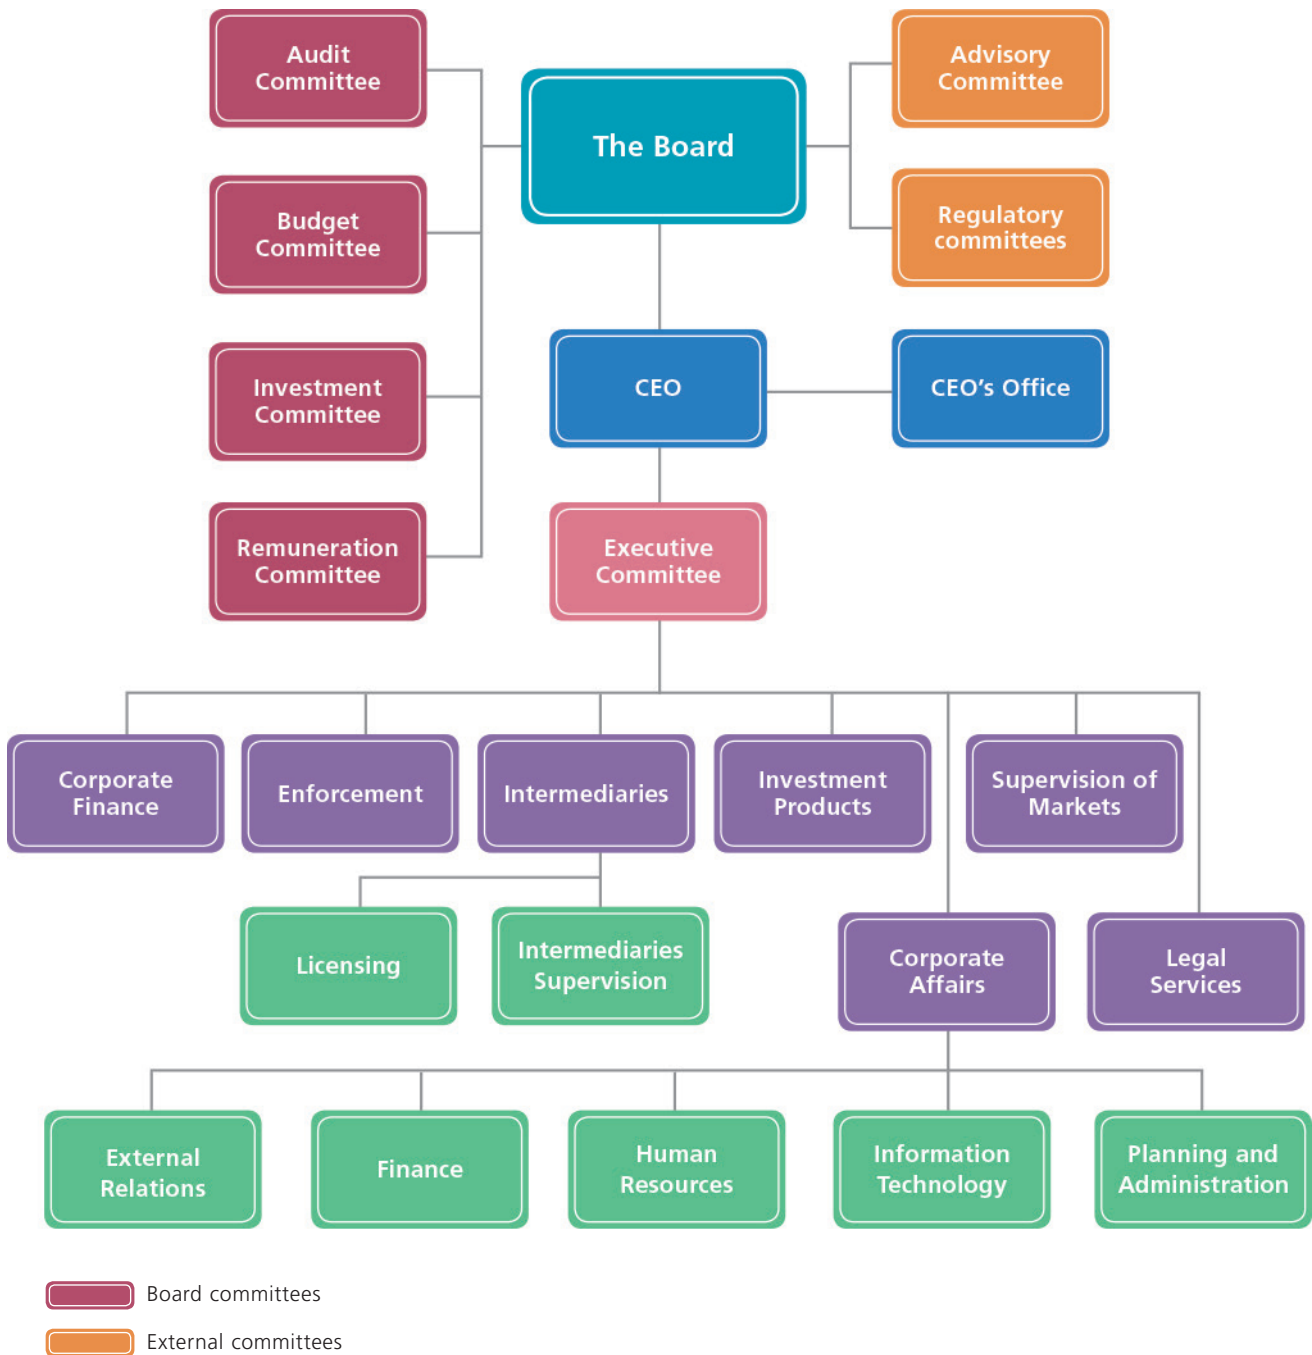 Audit
Committee
Advisory
Committee
The Board
Budget
Committee
Regulatory
committees
Investment
Committee
CEO
CEO’s Office
Remuneration
Committee
Executive
Committee
Corporate
Finance
Enforcement
Intermediaries
Investment
Products
Supervision of
Markets
Licensing
Intermediaries
Supervision
Corporate
Affairs
Legal
Services
External
Relations
Finance
Human
Resources
Information
Technology
Planning and
Administration
Board committees
External committees